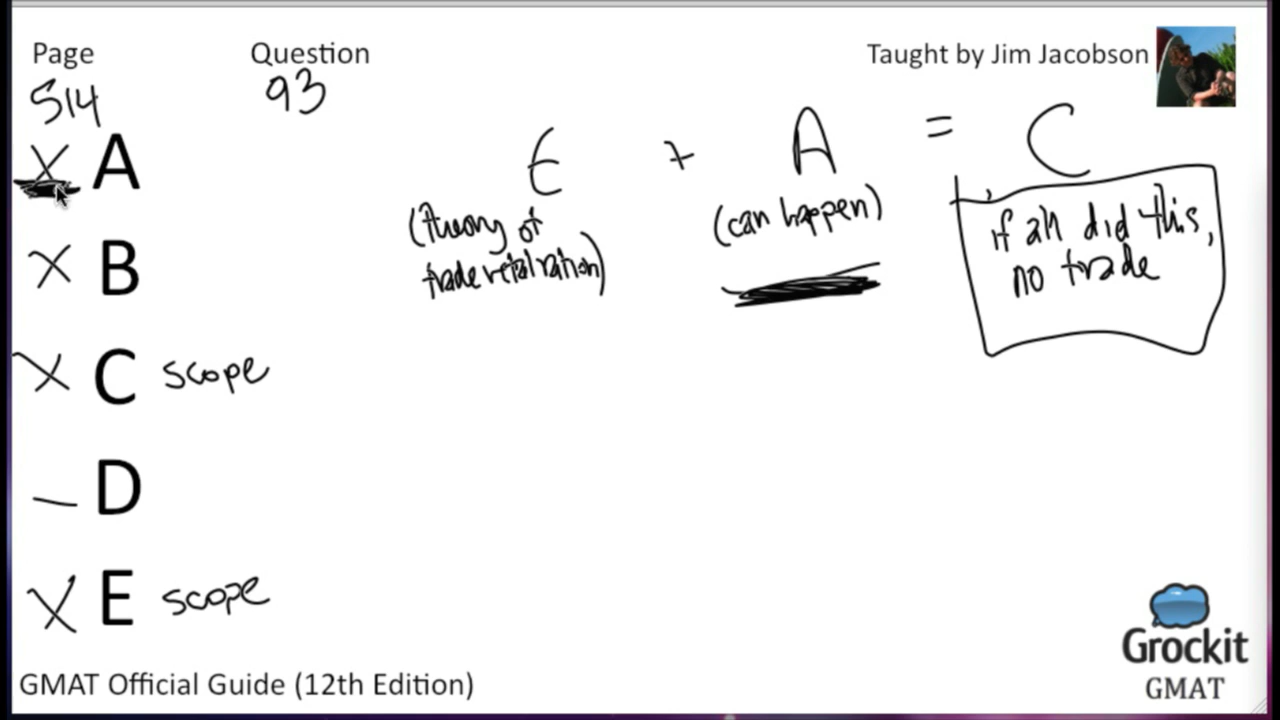 Page Question Taught by Jim Jacobson
514 93
X A E + A = C
(theory of (can happen) if all did this,
trade retalration) no trade
X B
X C scope
– D
X E scope
Grockit
GMAT
GMAT Official Guide (12th Edition)